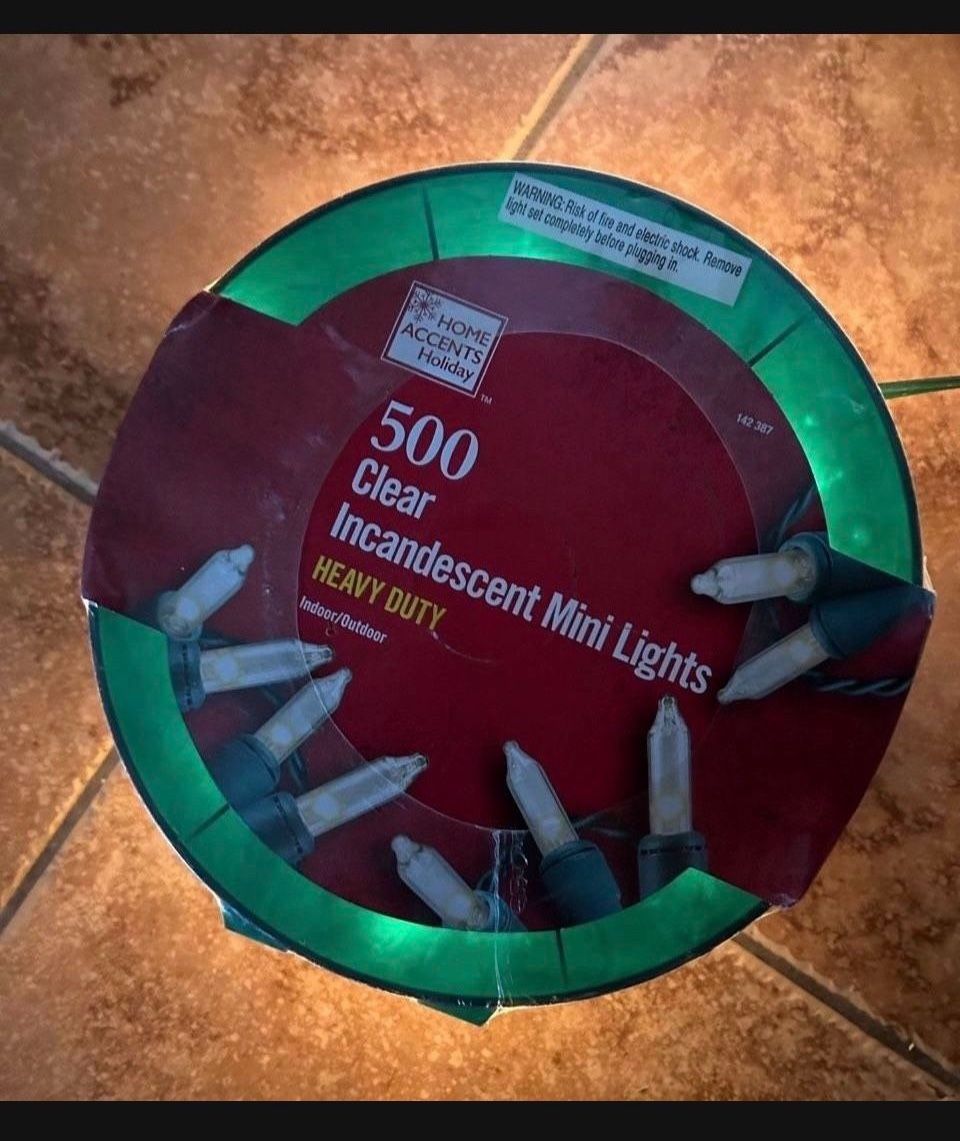 WARNING: Risk of fire and electric shock. Remove
light set completely before plugging in.
HOME
ACCENTS
Holiday
TM
142 387
500
Clear
Incandescent Mini Lights
HEAVY DUTY
Indoor/Outdoor